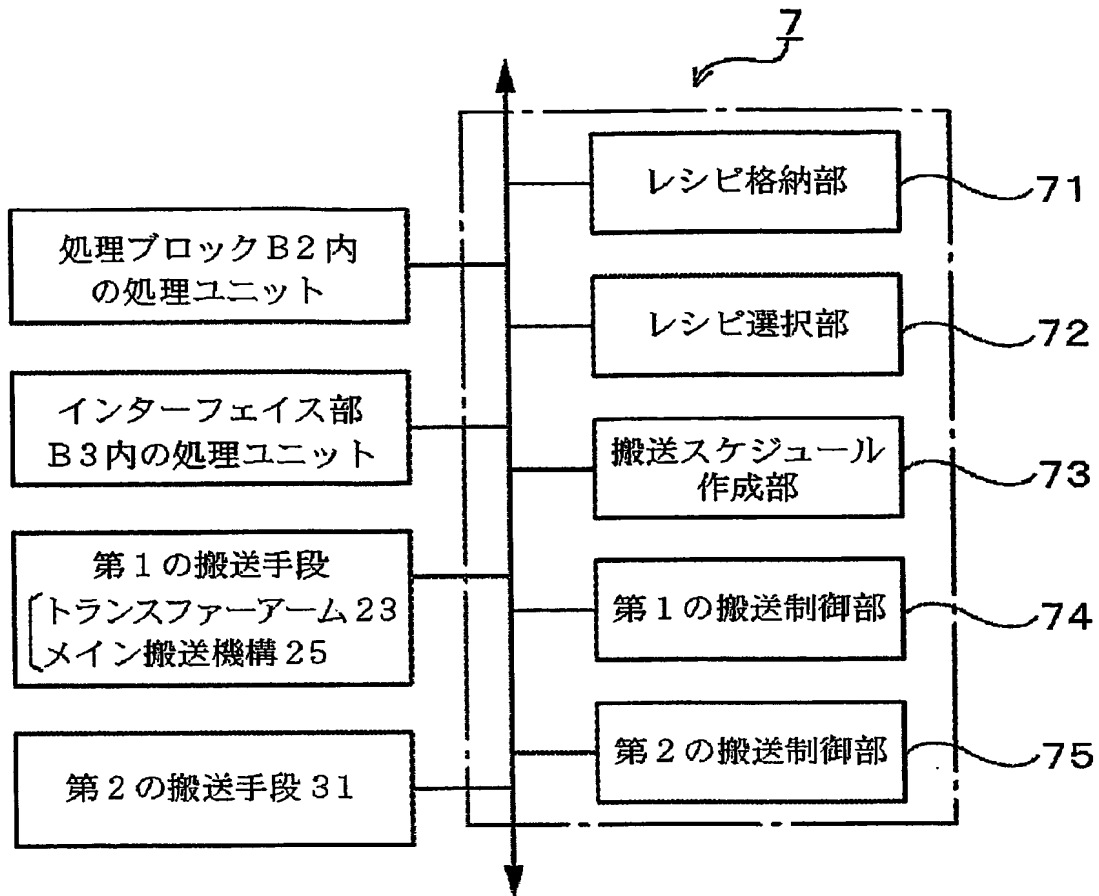 7
レシピ格納部
71
処理ブロックB2内
の処理ユニット
レシピ選択部
72
インターフェイス部
B3内の処理ユニット
搬送スケジュール
作成部
73
第1の搬送手段
トランスファーアーム23
メイン搬送機構25
第1の搬送制御部
74
第2の搬送手段31
第2の搬送制御部
75